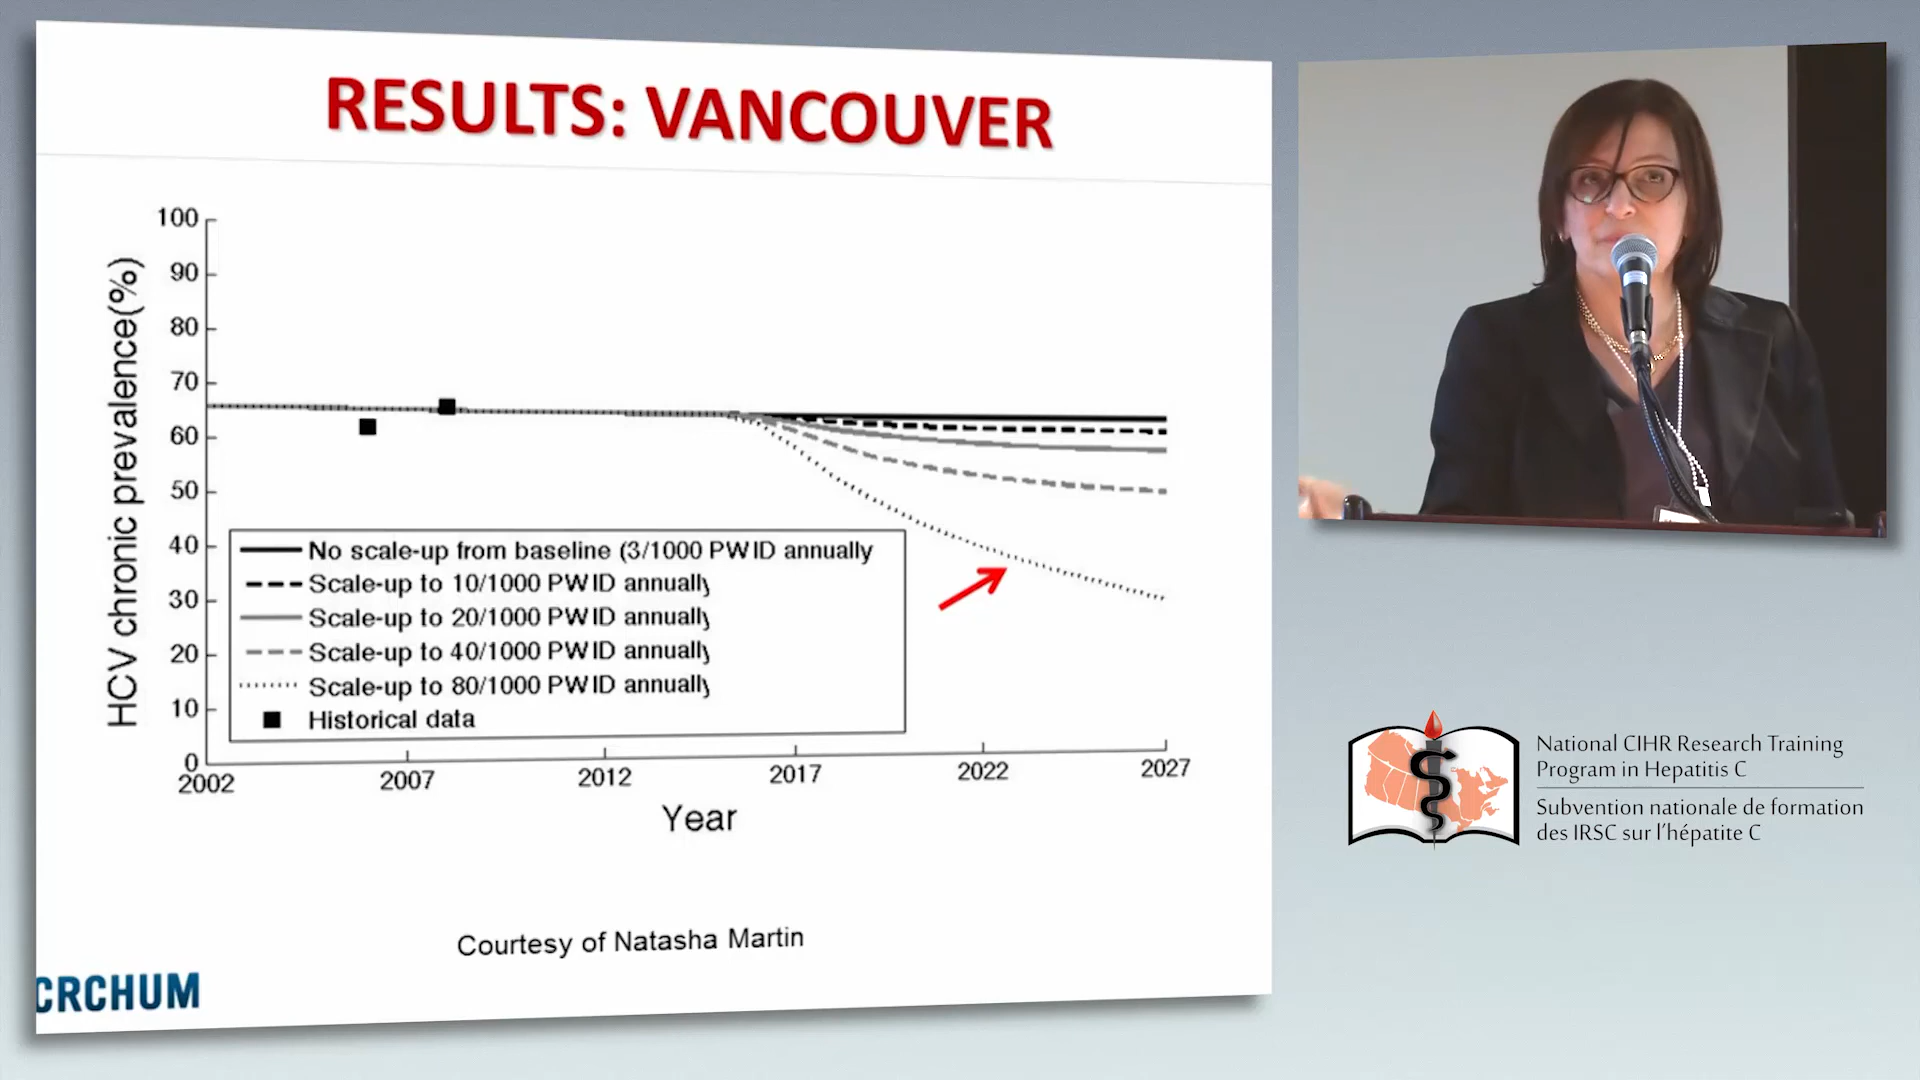 RESULTS: VANCOUVER
100
90
80
70
60
50
40
30
20
10
0
HCV chronic prevalence(%)
No scale-up from baseline (3/1000 PWID annually
Scale-up to 10/1000 PWID annually
Scale-up to 20/1000 PWID annually
Scale-up to 40/1000 PWID annually
Scale-up to 80/1000 PWID annually
Historical data
2002 2007 2012 2017 2022 2027
Year
Courtesy of Natasha Martin
CRCHUM
National CIHR Research Training
Program in Hepatitis C
Subvention nationale de formation
des IRSC sur l'hépatite C